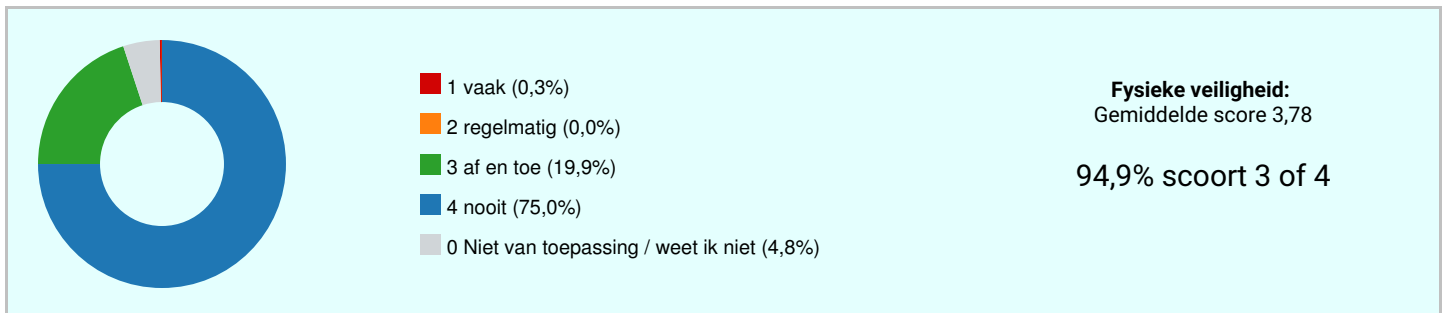 1 vaak (0,3%)
2 regelmatig (0,0%)
3 af en toe (19,9%)
4 nooit (75,0%)
0 Niet van toepassing / weet ik niet (4,8%)
Fysieke veiligheid:
Gemiddelde score 3,78
94,9% scoort 3 of 4